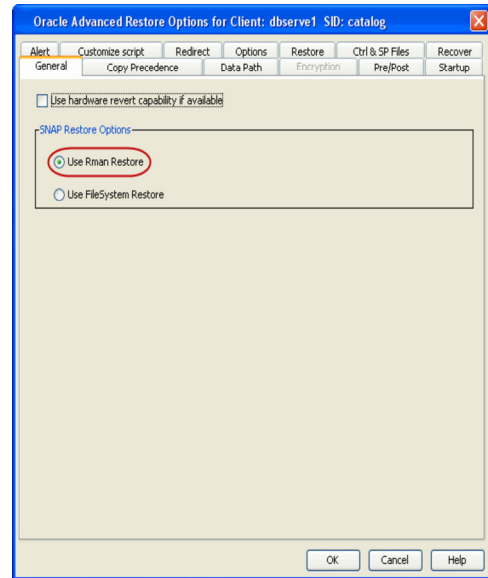 Oracle Advanced Restore Options for Client: dbserve1 SID: catalog
Alert Customize script Redirect Options Restore Ctrl & SP Files Recover
General Copy Precedence Data Path Encryption Pre/Post Startup
Use hardware revert capability if available
SNAP Restore Options
Use Rman Restore
Use FileSystem Restore
OK Cancel Help